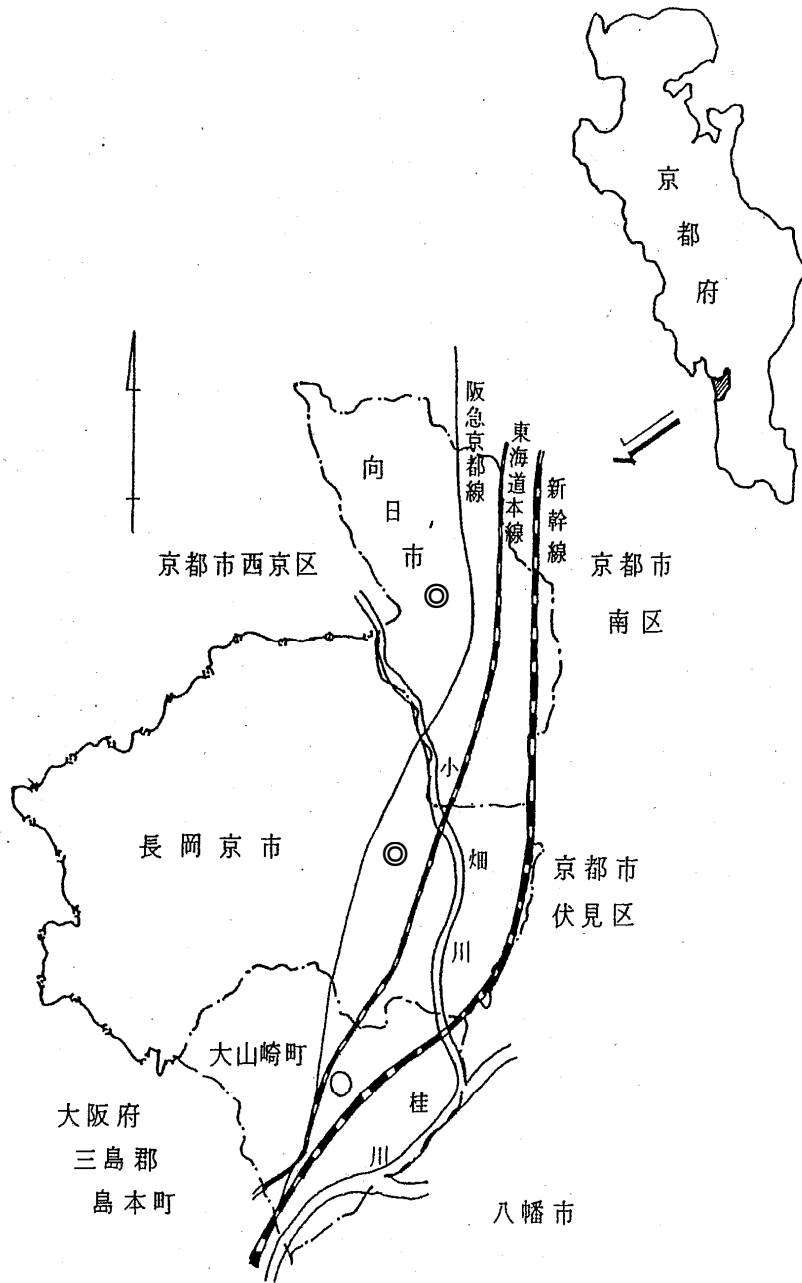 京都府
阪急京都線
東海道本線
新幹線
向日市
京都市西京区
京都市
南区
小畑川
長岡京市
京都市
伏見区
大山崎町
桂川
大阪府
三島郡
島本町
八幡市